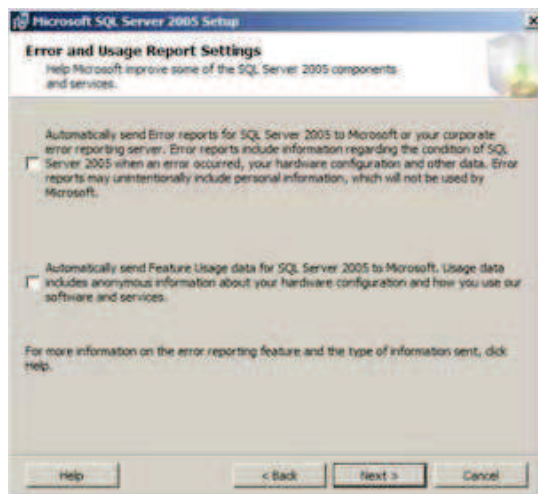 Microsoft SQL Server 2005 Setup
Error and Usage Report Settings
Help Microsoft improve some of the SQL Server 2005 components
and services.
Automatically send Error reports for SQL Server 2005 to Microsoft or your corporate
error reporting server. Error reports include information regarding the condition of SQL
Server 2005 when an error occurred, your hardware configuration and other data. Error
reports may unintentionally include personal information, which will not be used by
Microsoft.
Automatically send Feature Usage data for SQL Server 2005 to Microsoft. Usage data
includes anonymous information about your hardware configuration and how you use our
software and services.
For more information on the error reporting feature and the type of information sent, click
Help.
Help
< Back
Next >
Cancel